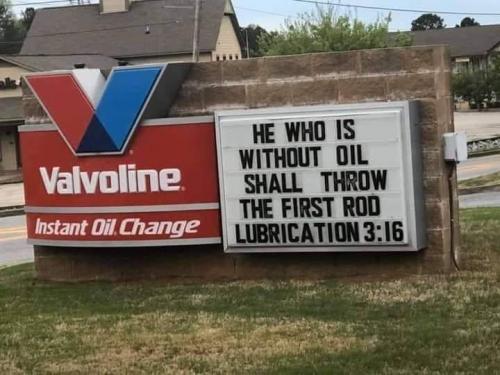 Valvoline
Instant Oil Change
HE WHO IS
WITHOUT OIL
SHALL THROW
THE FIRST ROD
LUBRICATION 3:16